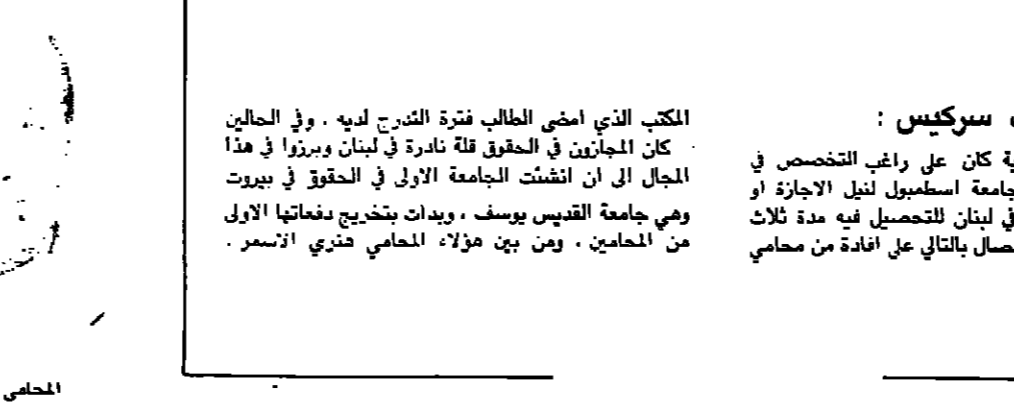 سركيس :
كان على راغب التخصص في
جامعة اسطمبول لنيل الاجازة او
في لبنان للتحصيل فيه مدة ثلاث
بالتالي على افادة من محامي
المكتب الذي امضى الطالب فترة التدرج لديه . وفي الحالين
كان المجازون في الحقوق قلة نادرة في لبنان وبرزوا في هذا
المجال الى ان انشئت الجامعة الاولى في الحقوق في بيروت
وهي جامعة القديس يوسف ، وبدات بتخريج دفعاتها الاولى
من المحامين ، ومن بين هؤلاء المحامي هنري الاسمر .
المحامي